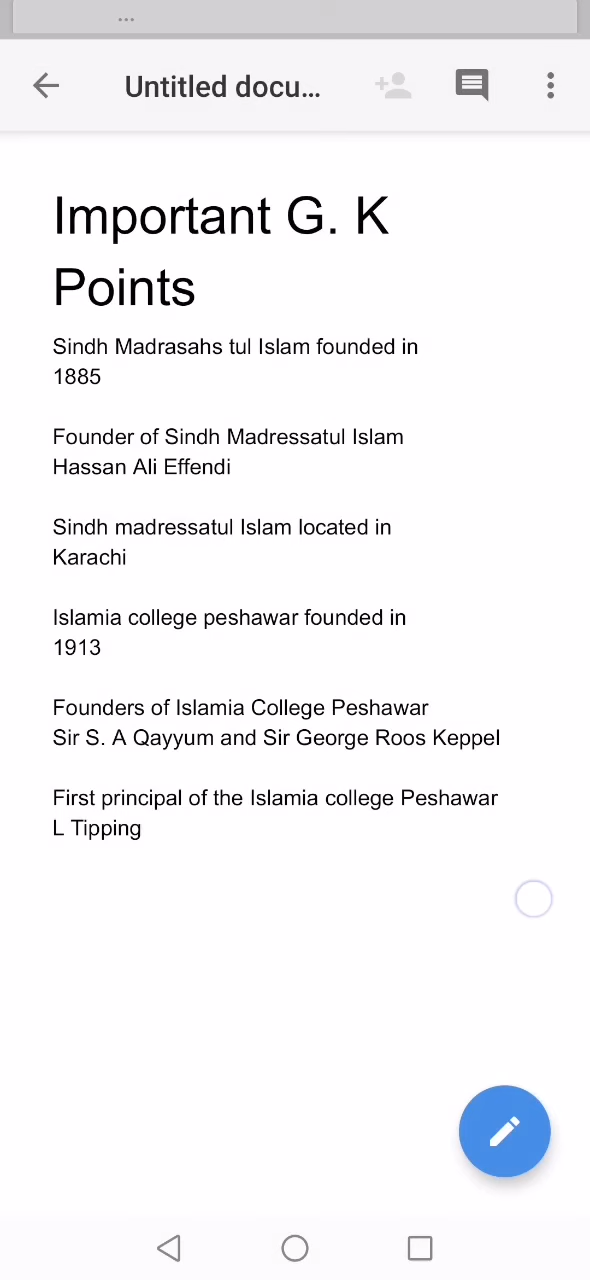 Untitled docu...
Important G. K
Points
Sindh Madrasahs tul Islam founded in
1885
Founder of Sindh Madressatul Islam
Hassan Ali Effendi
Sindh madressatul Islam located in
Karachi
Islamia college peshawar founded in
1913
Founders of Islamia College Peshawar
Sir S. A Qayyum and Sir George Roos Keppel
First principal of the Islamia college Peshawar
L Tipping